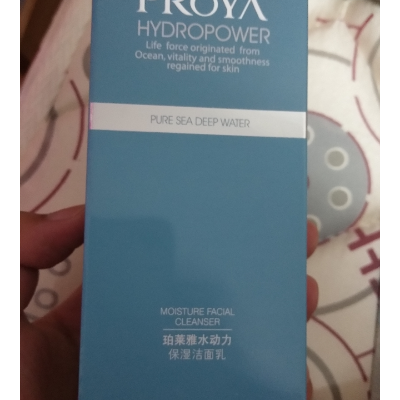 PROYA
HYDROPOWER
Life force originated from
Ocean, vitality and smoothness
regained for skin
PURE SEA DEEP WATER
MOISTURE FACIAL
CLEANSER
珀莱雅水动力
保湿洁面乳